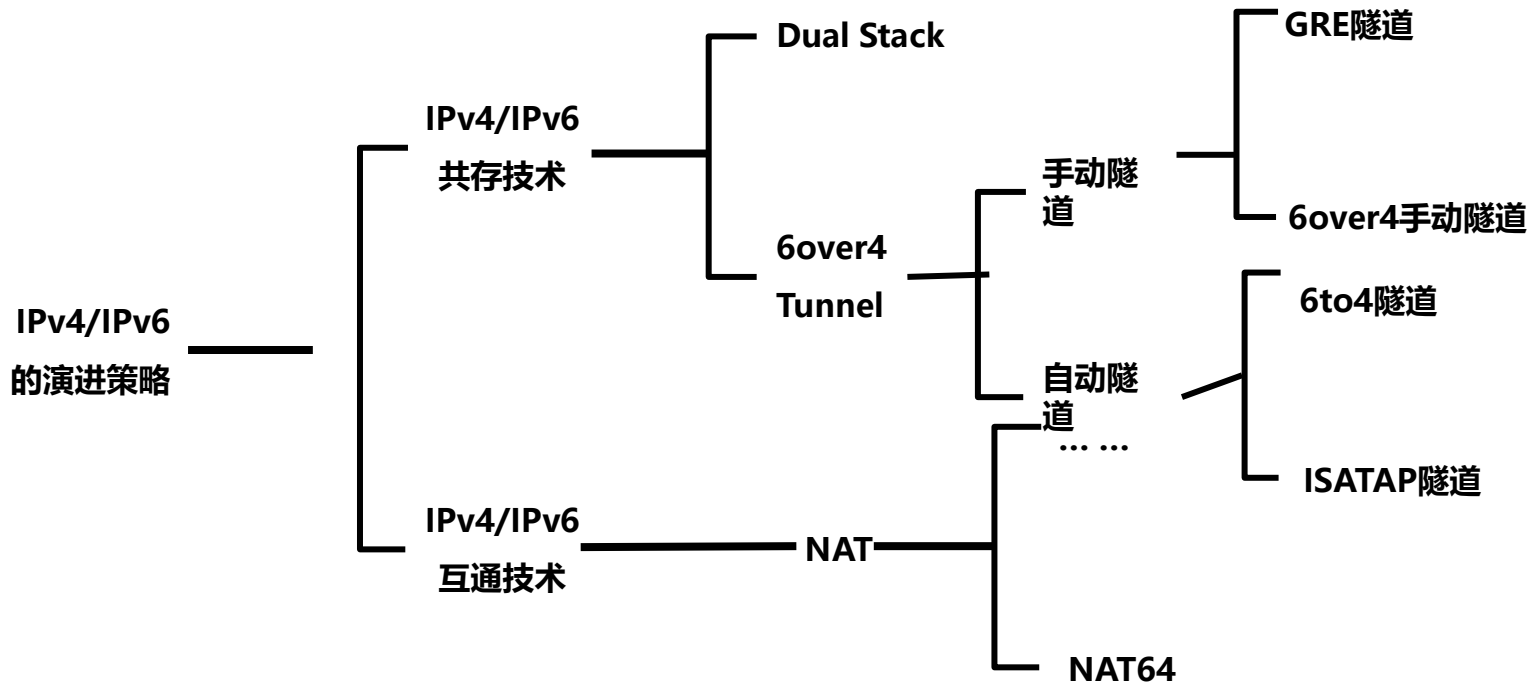 IPv4/IPv6
的演进策略
IPv4/IPv6
共存技术
Dual Stack
6over4
Tunnel
手动隧
道
GRE隧道
6over4手动隧道
自动隧
道
6to4隧道
ISATAP隧道
IPv4/IPv6
互通技术
NAT
... ...
NAT64